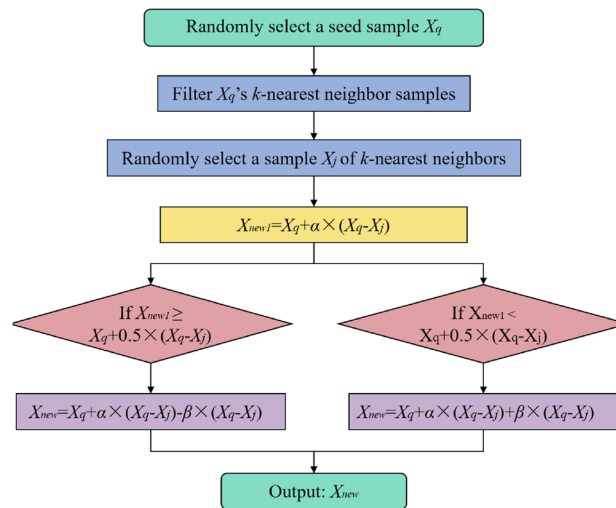 Randomly select a seed sample Xq
Filter Xq's k-nearest neighbor samples
Randomly select a sample Xj of k-nearest neighbors
Xnew1=Xq+α×(Xq-Xj)
If Xnew1 ≥
Xq+0.5×(Xq-Xj)
If Xnew1 <
Xq+0.5×(Xq-Xj)
Xnew=Xq+α×(Xq-Xj)-β×(Xq-Xj)
Xnew=Xq+α×(Xq-Xj)+β×(Xq-Xj)
Output: Xnew